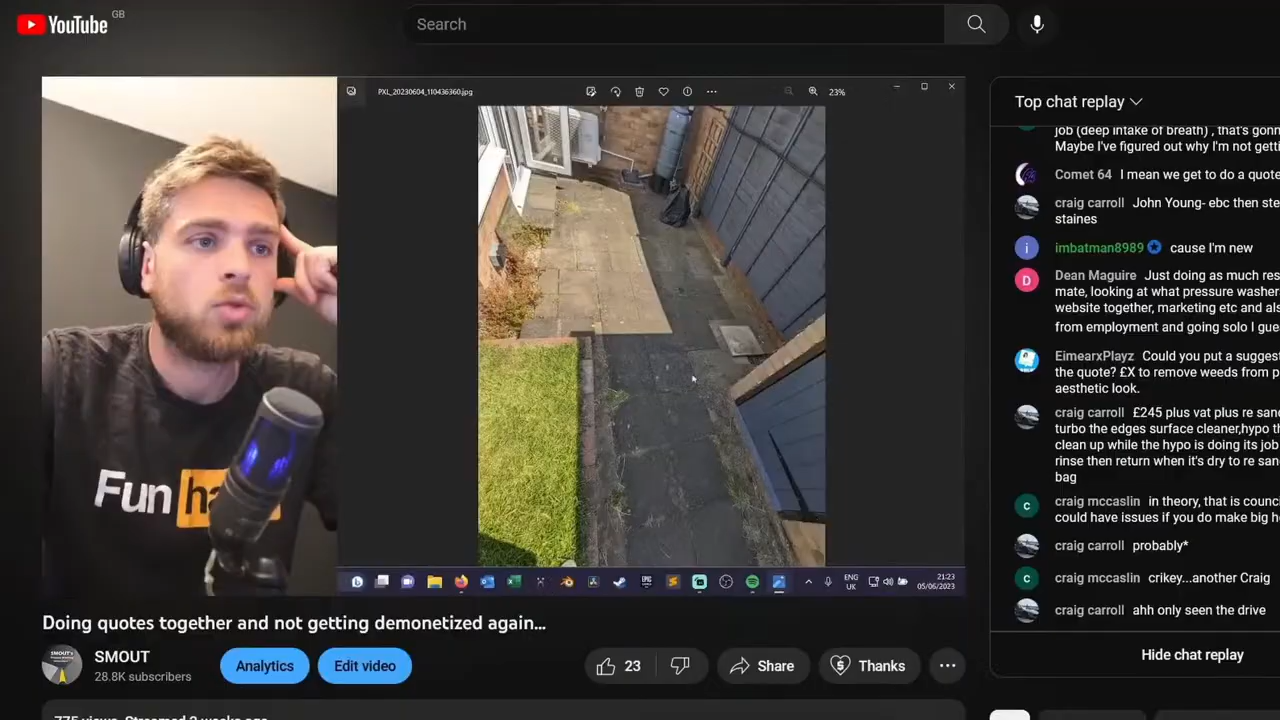 YouTube GB
Search
PXL_20230604_110436360.jpg
23%
Fun
ENG
UK
21:23
05/06/2023
Doing quotes together and not getting demonetized again...
SMOUT
28.8K subscribers
Analytics
Edit video
23
Share
Thanks
Top chat replay
job (deep intake of breath) , that's gonn
Maybe I've figured out why I'm not getti
Comet 64 I mean we get to do a quote
craig carroll John Young- ebc then ste
staines
imbatman8989 cause I'm new
Dean Maguire Just doing as much res
mate, looking at what pressure washer
website together, marketing etc and als
from employment and going solo I gue
EimearxPlayz Could you put a suggest
the quote? £X to remove weeds from p
aesthetic look.
craig carroll £245 plus vat plus re sand
turbo the edges surface cleaner,hypo th
clean up while the hypo is doing its job
rinse then return when it's dry to re san
bag
craig mccaslin in theory, that is counci
could have issues if you do make big h
craig carroll probably*
craig mccaslin crikey...another Craig
craig carroll ahh only seen the drive
Hide chat replay